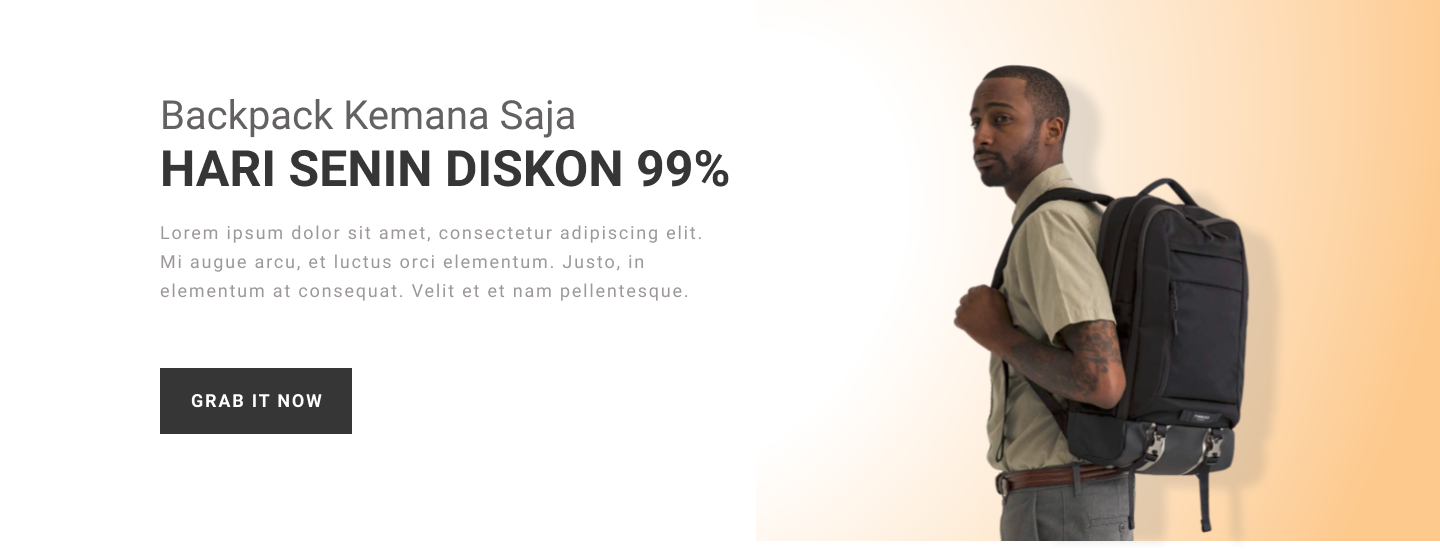 Backpack Kemana Saja
HARI SENIN DISKON 99%
Lorem ipsum dolor sit amet, consectetur adipiscing elit.
Mi augue arcu, et luctus orci elementum. Justo, in
elementum at consequat. Velit et et nam pellentesque.
GRAB IT NOW